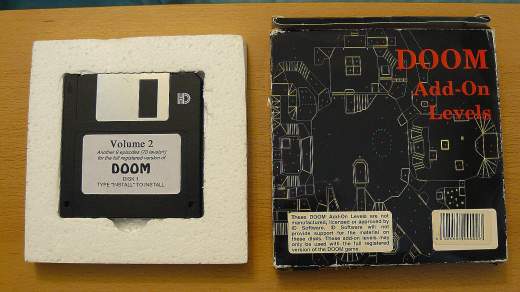 HD
Volume 2
Another 9 episodes (70 levels)
for the full registered version of
DOOM
DISK 1
TYPE "INSTALL" TO INSTALL
DOOM
Add-On
Levels
These DOOM Add-On Levels are not
manufactured, licensed or approved by
iD Software. iD Software will not
provide support for the material on
these discs. These add-on levels may
only be used with the full registered
version of the DOOM game.